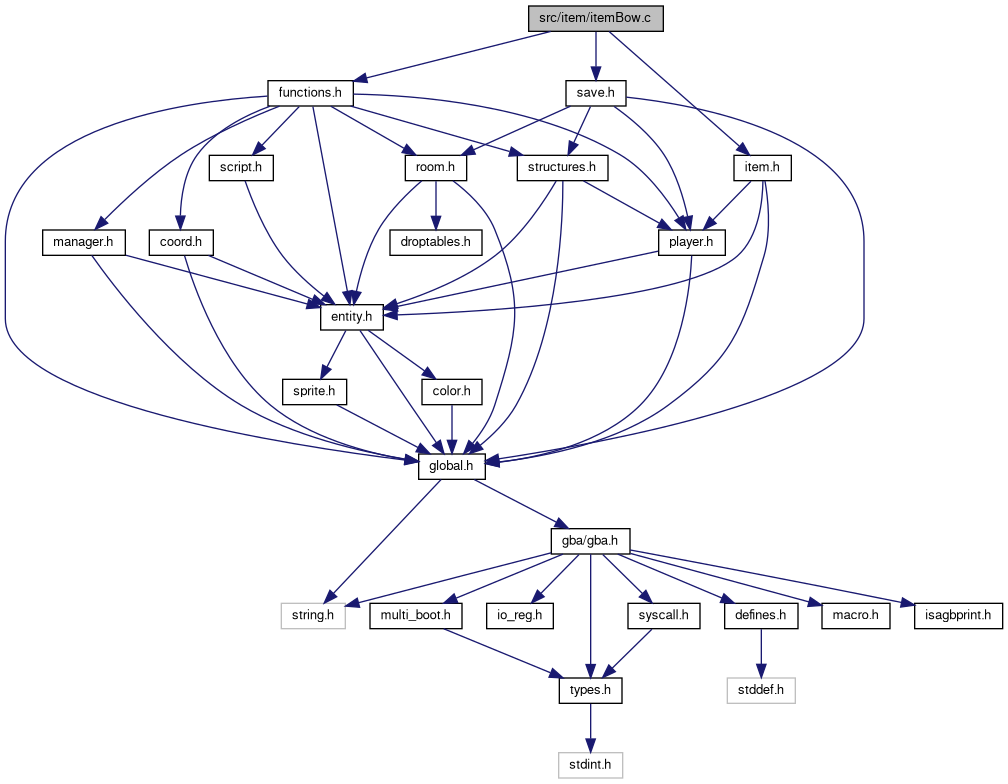 src/item/itemBow.c
functions.h
save.h
script.h
room.h
structures.h
item.h
manager.h
coord.h
droptables.h
player.h
entity.h
sprite.h
color.h
global.h
gba/gba.h
string.h
multi_boot.h
io_reg.h
syscall.h
defines.h
macro.h
isagbprint.h
types.h
stddef.h
stdint.h